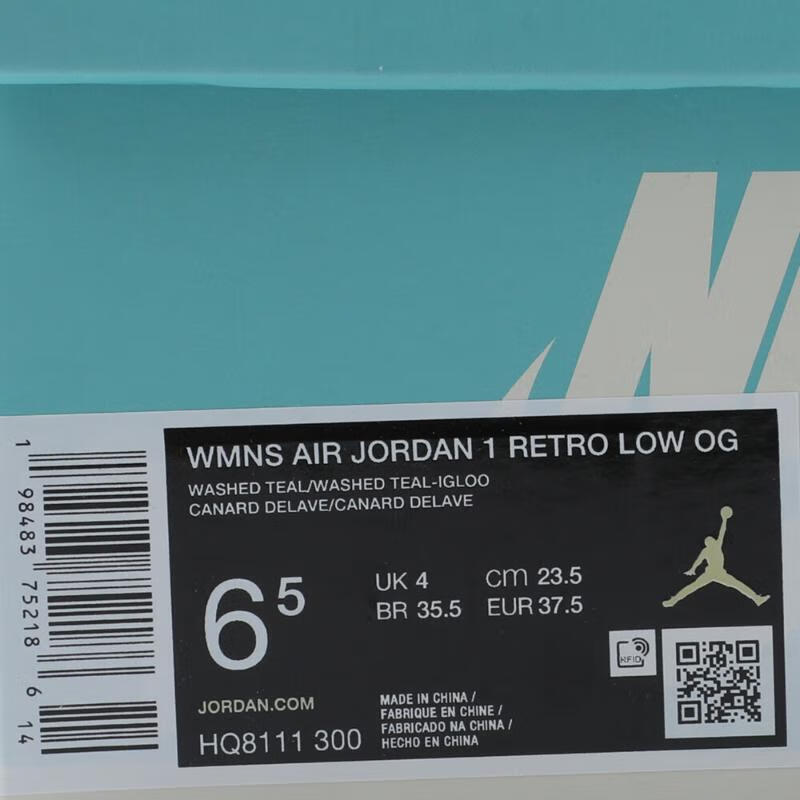 WMNS AIR JORDAN 1 RETRO LOW OG
WASHED TEAL/WASHED TEAL-IGLOO
CANARD DELAVE/CANARD DELAVE
6 5
UK 4 cm 23.5
BR 35.5 EUR 37.5
RFID
JORDAN.COM
HQ8111 300
MADE IN CHINA /
FABRIQUE EN CHINE /
FABRICADO NA CHINA /
HECHO EN CHINA
1 98483 75218 6 14